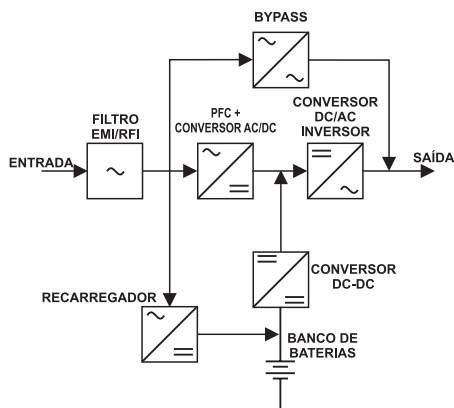 BYPASS
FILTRO
EMI/RFI
PFC +
CONVERSOR AC/DC
CONVERSOR
DC/AC
INVERSOR
ENTRADA
SAÍDA
CONVERSOR
DC-DC
RECARREGADOR
BANCO DE
BATERIAS